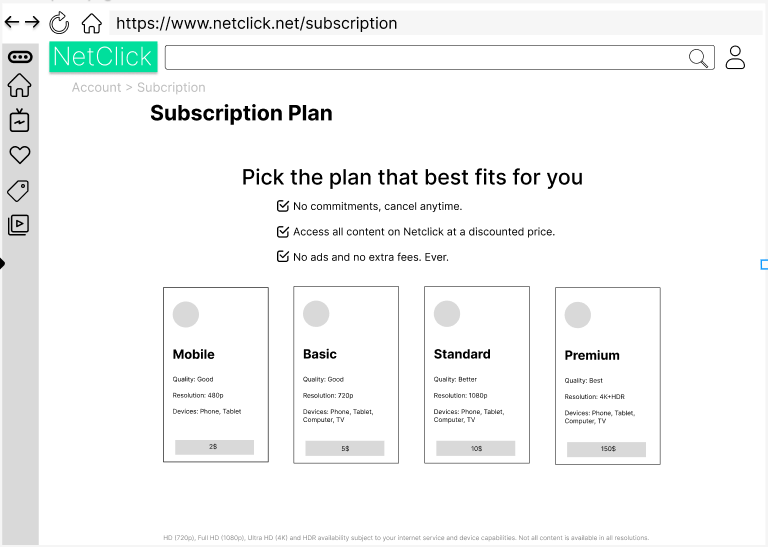 https://www.netclick.net/subscription
NetClick
Account > Subcription
Subscription Plan
Pick the plan that best fits for you
No commitments, cancel anytime.
Access all content on Netclick at a discounted price.
No ads and no extra fees. Ever.
Mobile
Quality: Good
Resolution: 480p
Devices: Phone, Tablet
2$
Basic
Quality: Good
Resolution: 720p
Devices: Phone, Tablet,
Computer, TV
5$
Standard
Quality: Better
Resolution: 1080p
Devices: Phone, Tablet,
Computer, TV
10$
Premium
Quality: Best
Resolution: 4K+HDR
Devices: Phone, Tablet,
Computer, TV
150$
HD (720p), Full HD (1080p), Ultra HD (4K) and HDR availability subject to your internet service and device capabilities. Not all content is available in all resolutions.